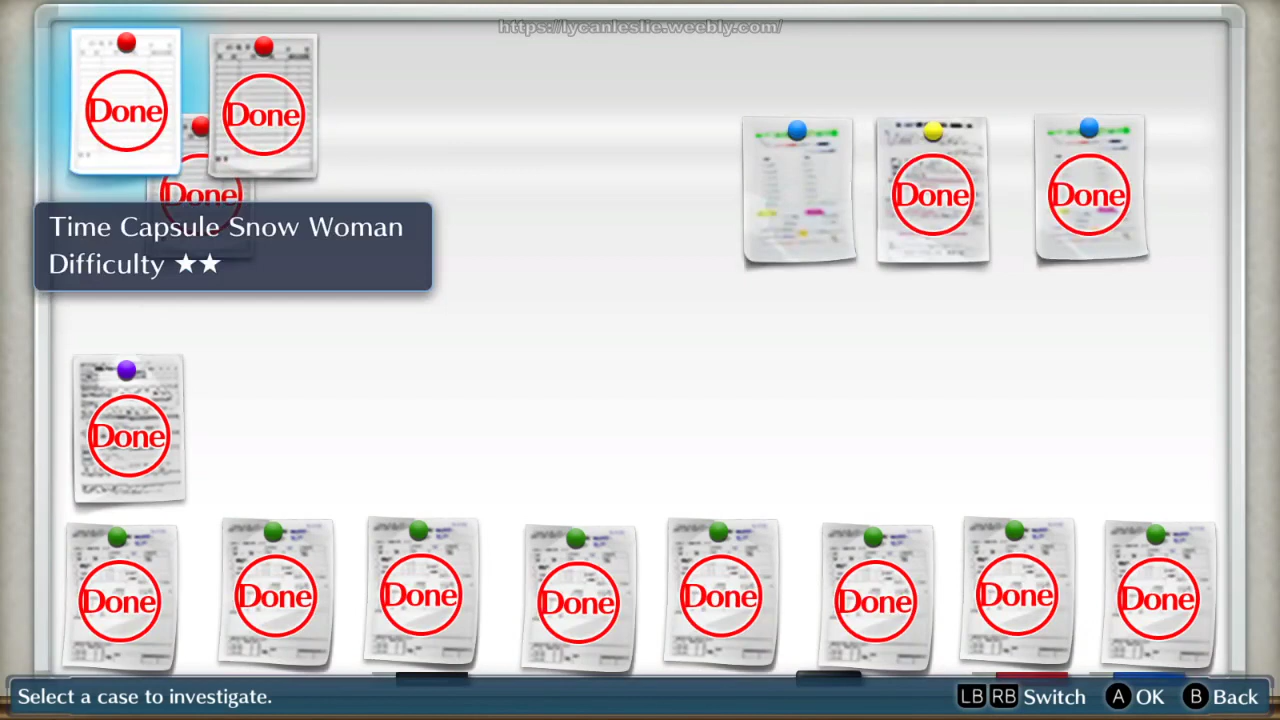 https://lycanleslie.weebly.com/
Done
Done
Done
Done
Done
Time Capsule Snow Woman
Difficulty ★★
Done
Done
Done
Done
Done
Done
Done
Done
Done
Select a case to investigate.
LB RB Switch A OK B Back